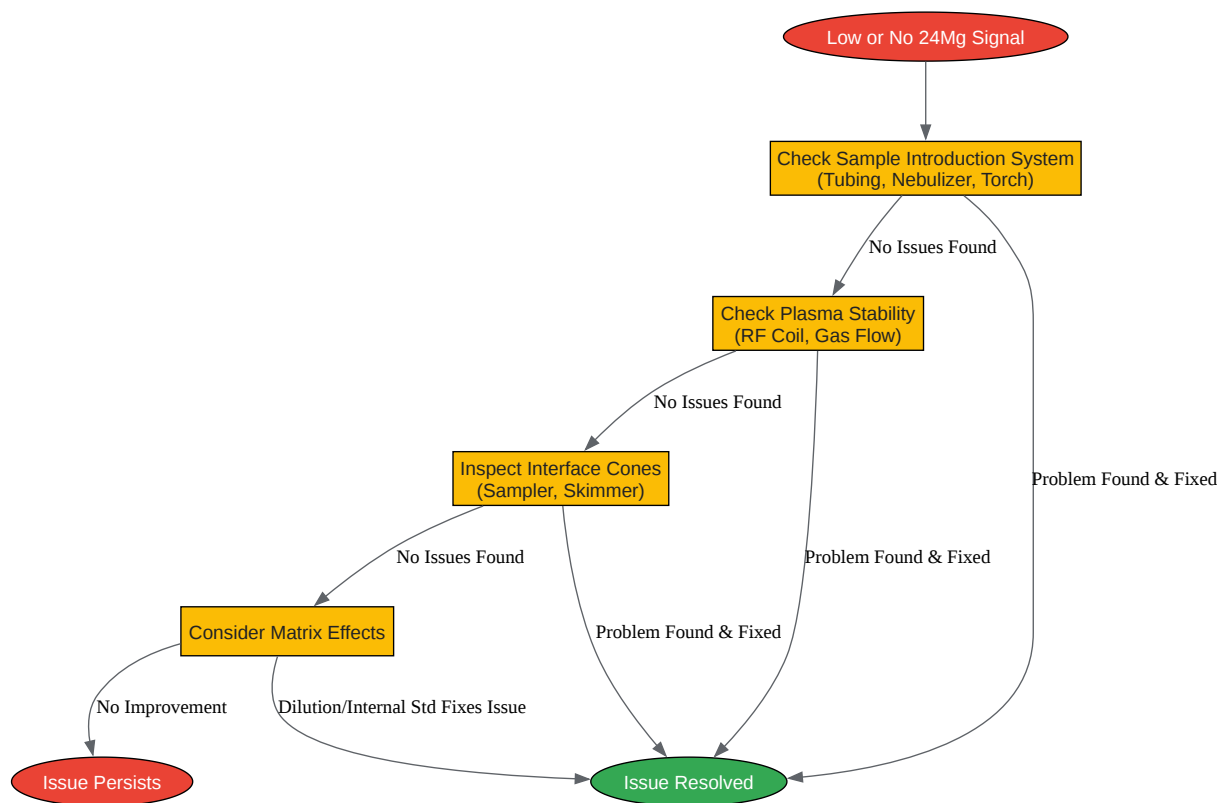 Low or No 24Mg Signal
Check Sample Introduction System
(Tubing, Nebulizer, Torch)
No Issues Found
Check Plasma Stability
(RF Coil, Gas Flow)
No Issues Found
Inspect Interface Cones
(Sampler, Skimmer)
Problem Found & Fixed
No Issues Found
Problem Found & Fixed
Consider Matrix Effects
Problem Found & Fixed
No Improvement
Dilution/Internal Std Fixes Issue
Issue Persists
Issue Resolved